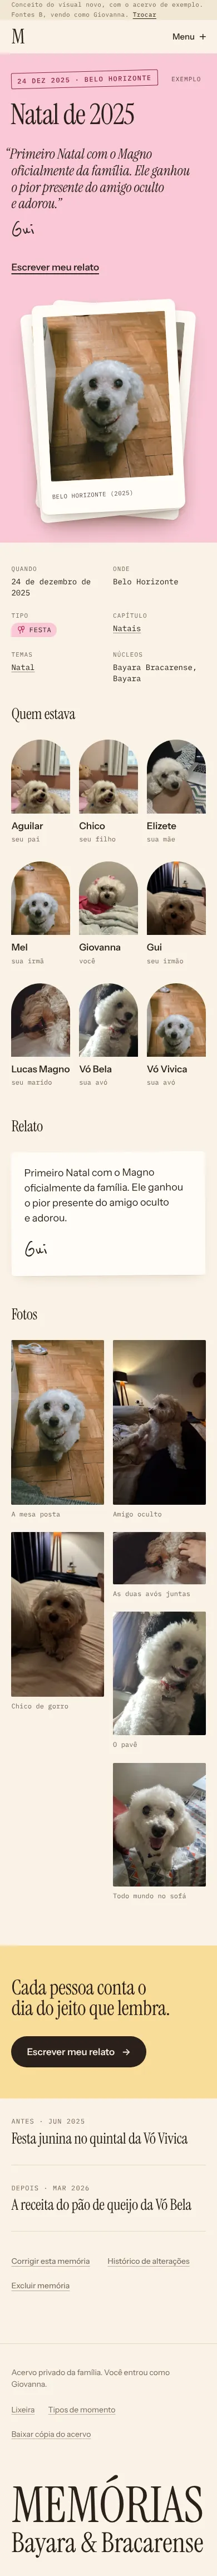 Conceito do visual novo, com o acervo de exemplo.
Fontes B, vendo como Giovanna. Trocar
M
Menu +
24 DEZ 2025 · BELO HORIZONTE
EXEMPLO
Natal de 2025
“Primeiro Natal com o Magno
oficialmente da família. Ele ganhou
o pior presente do amigo oculto
e adorou.”
Gui
Escrever meu relato
BELO HORIZONTE (2025)
QUANDO
24 de dezembro de
2025
ONDE
Belo Horizonte
TIPO
FESTA
CAPÍTULO
Natais
TEMAS
Natal
NÚCLEOS
Bayara Bracarense,
Bayara
Quem estava
Aguilar
seu pai
Chico
seu filho
Elizete
sua mãe
Mel
sua irmã
Giovanna
você
Gui
seu irmão
Lucas Magno
seu marido
Vó Bela
sua avó
Vó Vivica
sua avó
Relato
Primeiro Natal com o Magno
oficialmente da família. Ele ganhou
o pior presente do amigo oculto
e adorou.
Gui
Fotos
A mesa posta
Amigo oculto
As duas avós juntas
Chico de gorro
O pavê
Todo mundo no sofá
Cada pessoa conta o
dia do jeito que lembra.
Escrever meu relato →
ANTES · JUN 2025
Festa junina no quintal da Vó Vivica
DEPOIS · MAR 2026
A receita do pão de queijo da Vó Bela
Corrigir esta memória
Histórico de alterações
Excluir memória
Acervo privado da família. Você entrou como
Giovanna.
Lixeira
Tipos de momento
Baixar cópia do acervo
MEMÓRIAS
Bayara & Bracarense